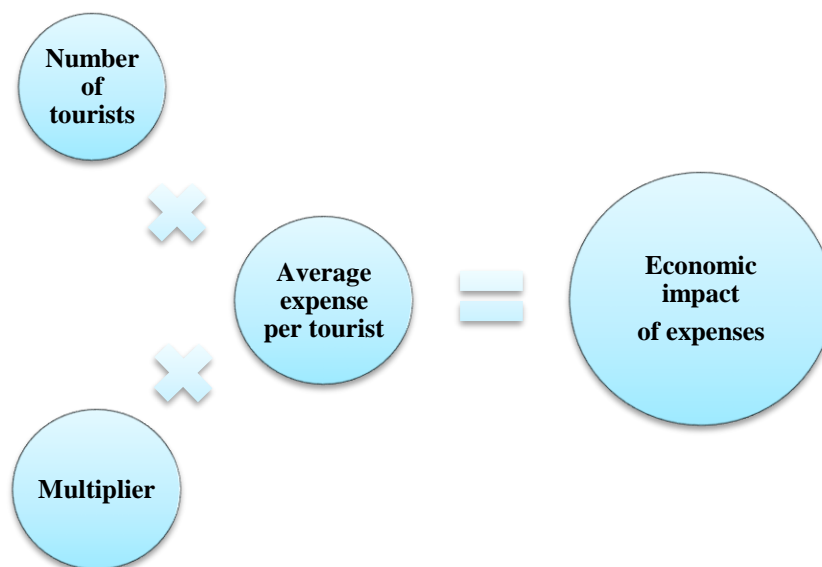 Number
of
tourists
Average
expense
per tourist
Economic
impact
of expenses
Multiplier